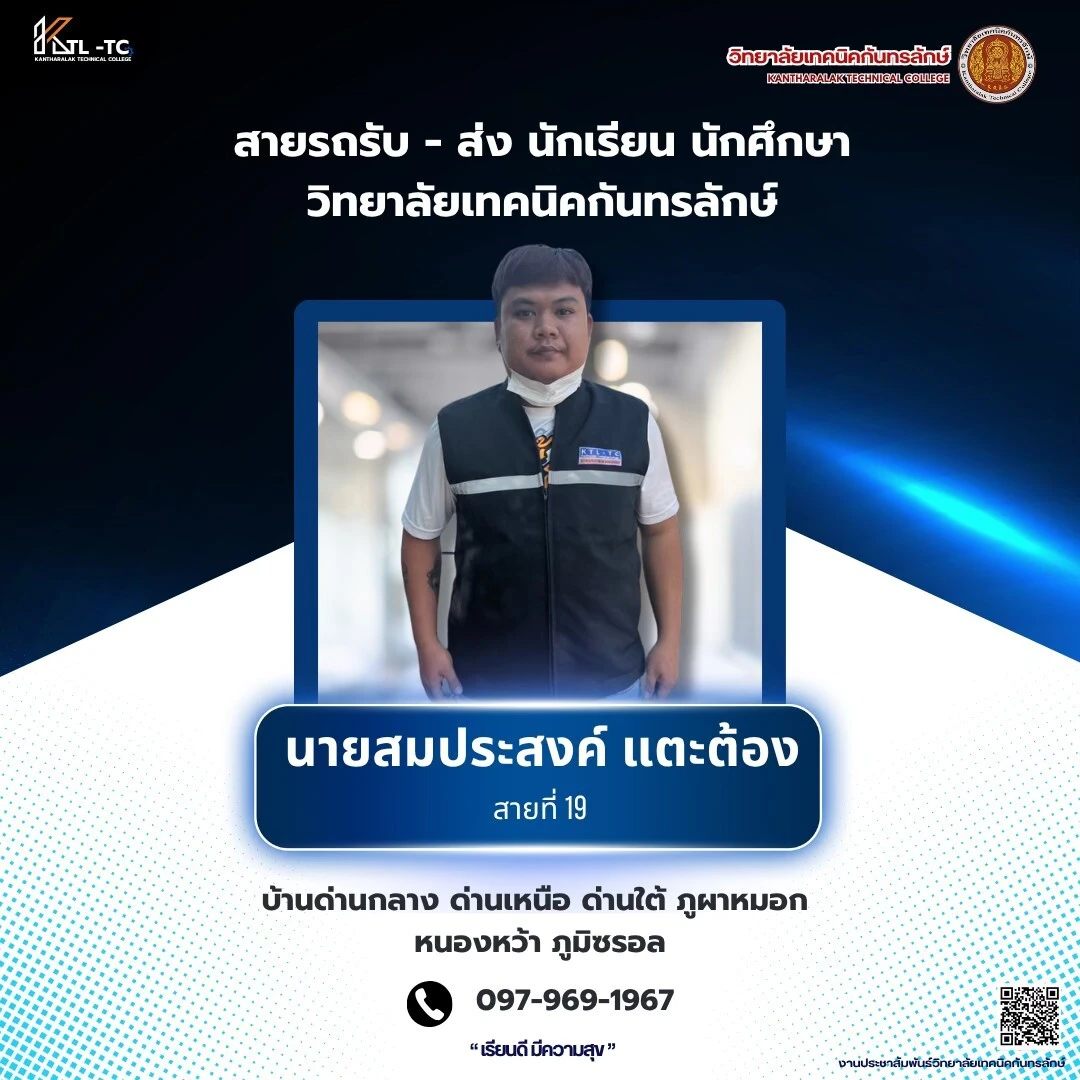 KTL-TC
KANTHARALAK TECHNICAL COLLEGE
วิทยาลัยเทคนิคกันทรลักษ์
KANTHARALAK TECHNICAL COLLEGE
สายรถรับ - ส่ง นักเรียน นักศึกษา
วิทยาลัยเทคนิคกันทรลักษ์
KTL-TC
นายสมประสงค์ แตะต้อง
สายที่ 19
บ้านด่านกลาง ด่านเหนือ ด่านใต้ ภูผาหมอก
หนองหว้า ภูมิซรอล
097-969-1967
“ เรียนดี มีความสุข ”
งานประชาสัมพันธ์วิทยาลัยเทคนิคกันทรลักษ์